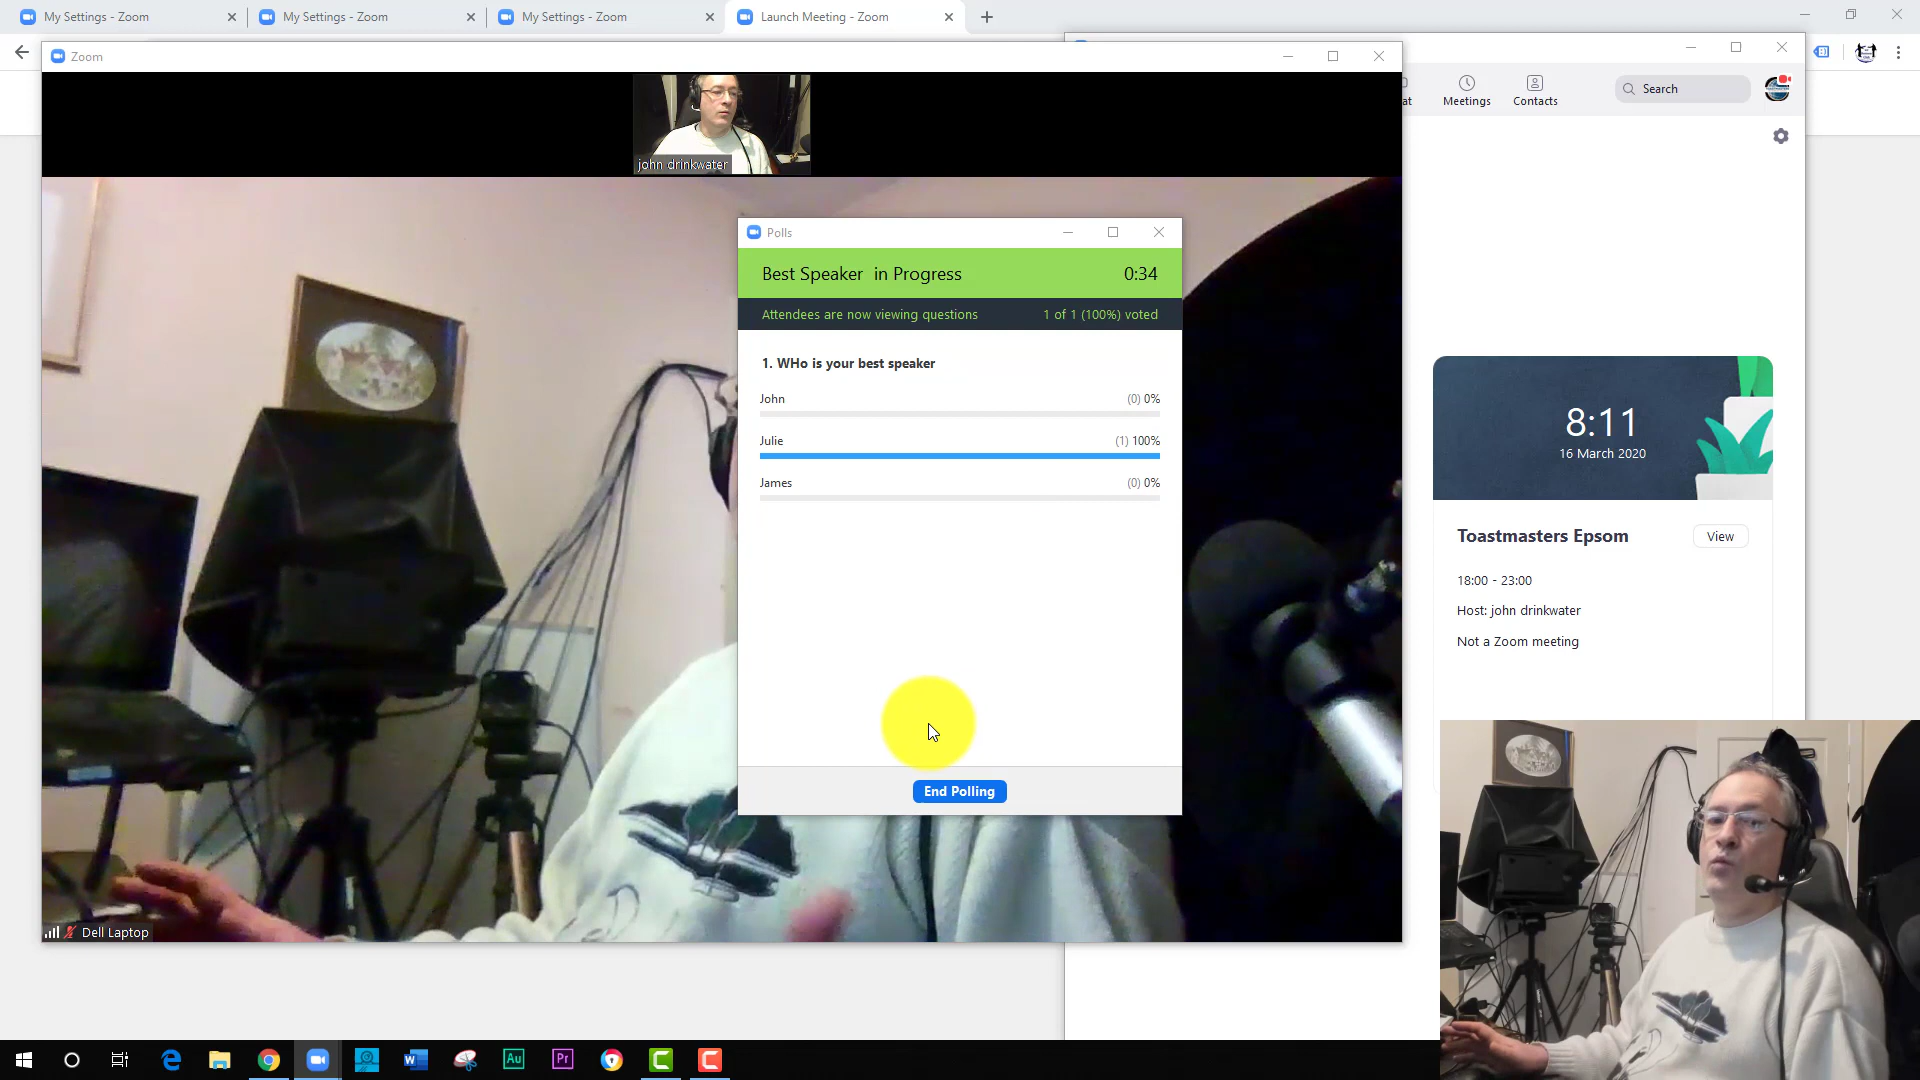 My Settings - Zoom
My Settings - Zoom
My Settings - Zoom
Launch Meeting - Zoom
Zoom
at
Meetings
Contacts
Search
john drinkwater
Polls
Best Speaker in Progress
0:34
Attendees are now viewing questions
1 of 1 (100%) voted
1. WHo is your best speaker
John
(0) 0%
Julie
(1) 100%
James
(0) 0%
End Polling
8:11
16 March 2020
Toastmasters Epsom
View
18:00 - 23:00
Host: john drinkwater
Not a Zoom meeting
Dell Laptop
Au
Pr